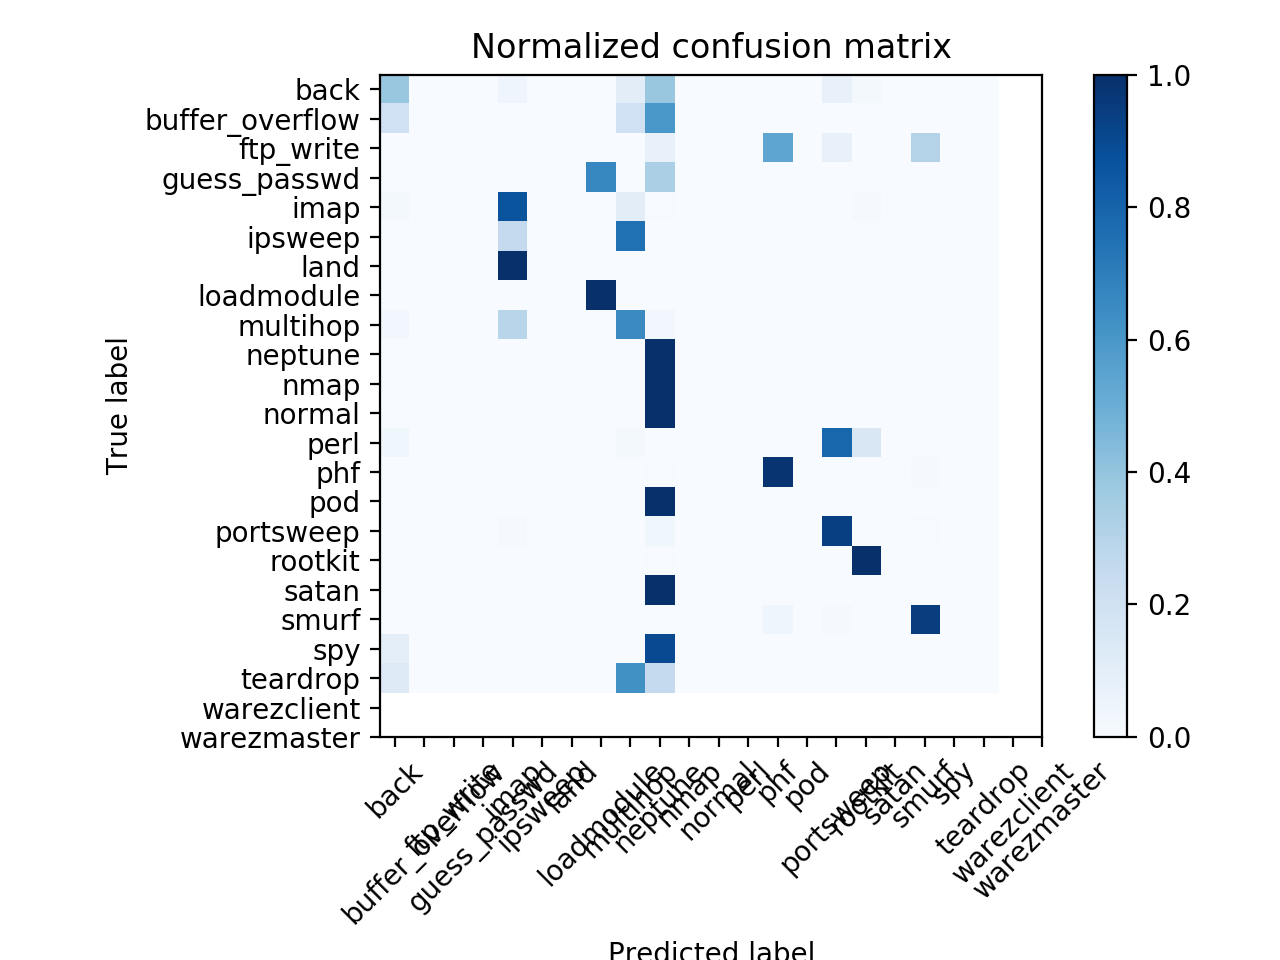 Normalized confusion matrix
True label
back
buffer_overflow
ftp_write
guess_passwd
imap
ipsweep
land
loadmodule
multihop
neptune
nmap
normal
perl
phf
pod
portsweep
rootkit
satan
smurf
spy
teardrop
warezclient
warezmaster
back
buffer_overflow
ftp_write
guess_passwd
imap
ipsweep
land
loadmodule
multihop
neptune
nmap
normal
perl
phf
pod
portsweep
rootkit
satan
smurf
spy
teardrop
warezclient
warezmaster
Predicted label
1.0
0.8
0.6
0.4
0.2
0.0